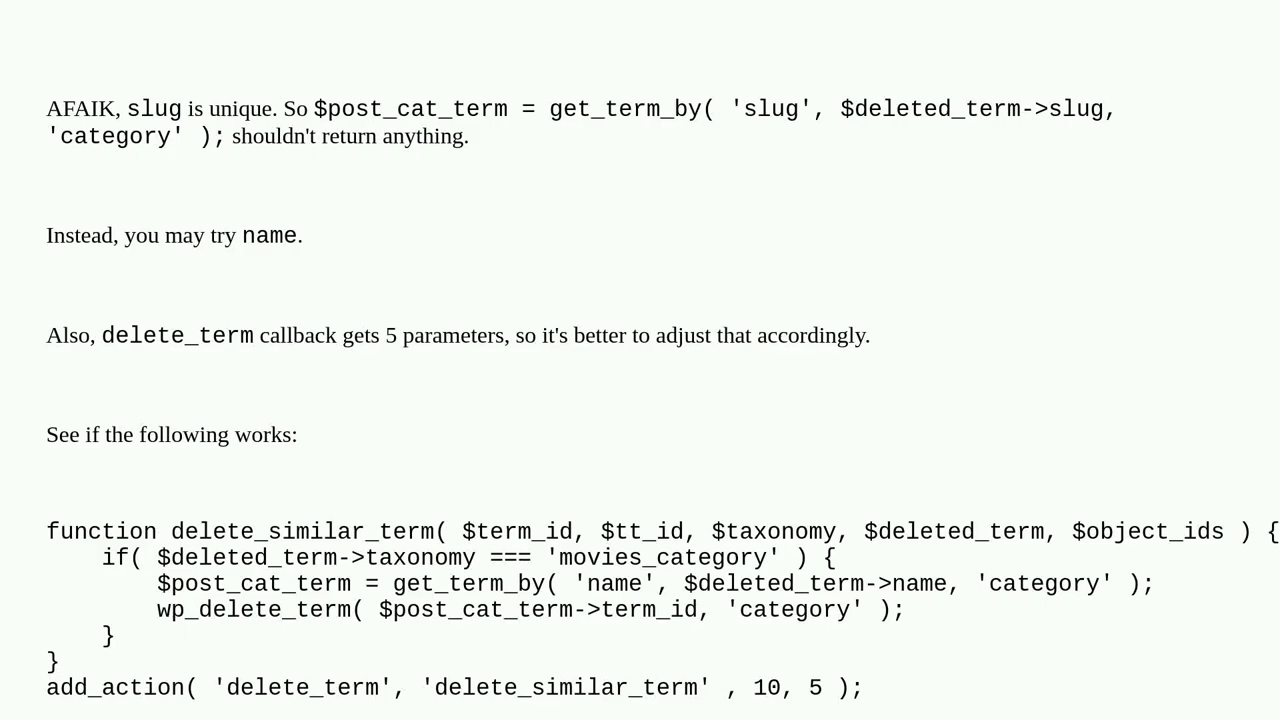 AFAIK, slug is unique. So $post_cat_term = get_term_by( 'slug', $deleted_term->slug,
'category' ); shouldn't return anything.
Instead, you may try name.
Also, delete_term callback gets 5 parameters, so it's better to adjust that accordingly.
See if the following works:
function delete_similar_term( $term_id, $tt_id, $taxonomy, $deleted_term, $object_ids ) {
    if( $deleted_term->taxonomy === 'movies_category' ) {
        $post_cat_term = get_term_by( 'name', $deleted_term->name, 'category' );
        wp_delete_term( $post_cat_term->term_id, 'category' );
    }
}
add_action( 'delete_term', 'delete_similar_term' , 10, 5 );